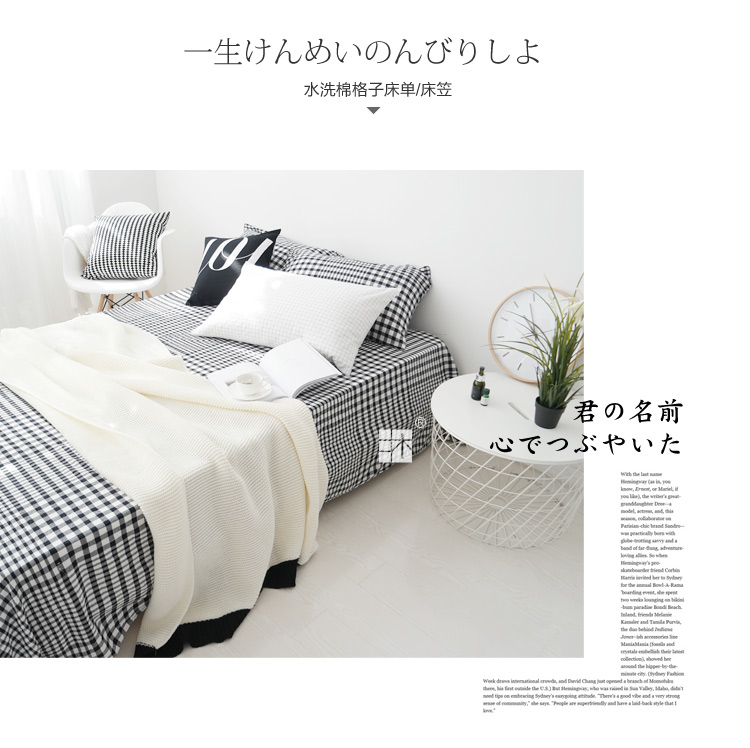 一生けんめいのんびりしよ
水洗棉格子床单/床笠
you
沐®
君の名前
心でつぶやいた
With the last name
Hemingway (as in, you
know, Ernest, or Mariel, if
you like), the writer's great-
granddaughter Dree—a
model, actress, and, this
season, collaborator on
Parisian-chic brand Sandro—
was practically born with
globe-trotting savvy and a
band of far-flung, adventure-
loving allies. So when
Hemingway's pro-
skateboarder friend Corbin
Harris invited her to Sydney
for the annual Bowl-A-Rama
'boarding event, she spent
two weeks lounging on bikini
-bum paradise Bondi Beach.
Inland, friends Melanie
Kamsler and Tamila Purvis,
the duo behind Indiana
Jones-ish accessories line
ManiaMania (fossils and
crystals embellish their latest
collection), showed her
around the hipper-by-the-
minute city. (Sydney Fashion
Week draws international crowds, and David Chang just opened a branch of Momofuku
there, his first outside the U.S.) But Hemingway, who was raised in Sun Valley, Idaho, didn't
need tips on embracing Sydney's easygoing attitude. "There's a good vibe and a very strong
sense of community," she says. "People are superfriendly and have a laid-back style that I
love."